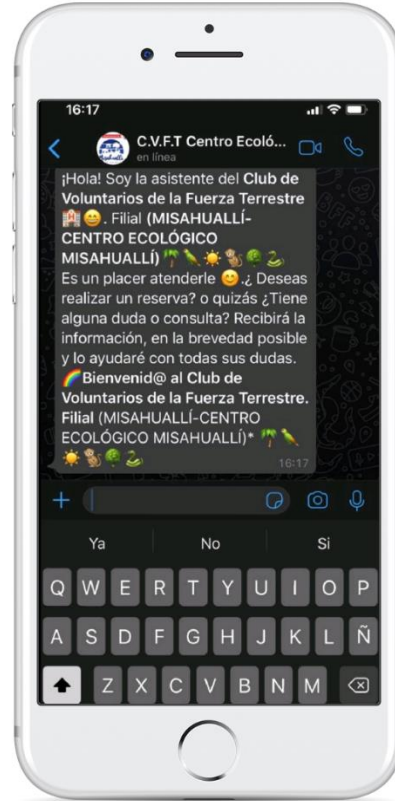 16:17
C.V.F.T Centro Ecoló...
en línea
¡Hola! Soy la asistente del Club de
Voluntarios de la Fuerza Terrestre
🏨😄. Filial (MISAHUALLÍ-
CENTRO ECOLÓGICO
MISAHUALLÍ)🌴🦜☀️🐒🌳🐍
Es un placer atenderle 😊.¿ Deseas
realizar un reserva? o quizás ¿Tiene
alguna duda o consulta? Recibirá la
información, en la brevedad posible
y lo ayudaré con todas sus dudas.
🌈Bienvenid@ al Club de
Voluntarios de la Fuerza Terrestre.
Filial (MISAHUALLÍ-CENTRO
ECOLÓGICO MISAHUALLÍ)* 🌴🦜
☀️🐒🌳🐍
16:17
Ya No Si
Q W E R T Y U I O P
A S D F G H J K L Ñ
Z X C V B N M